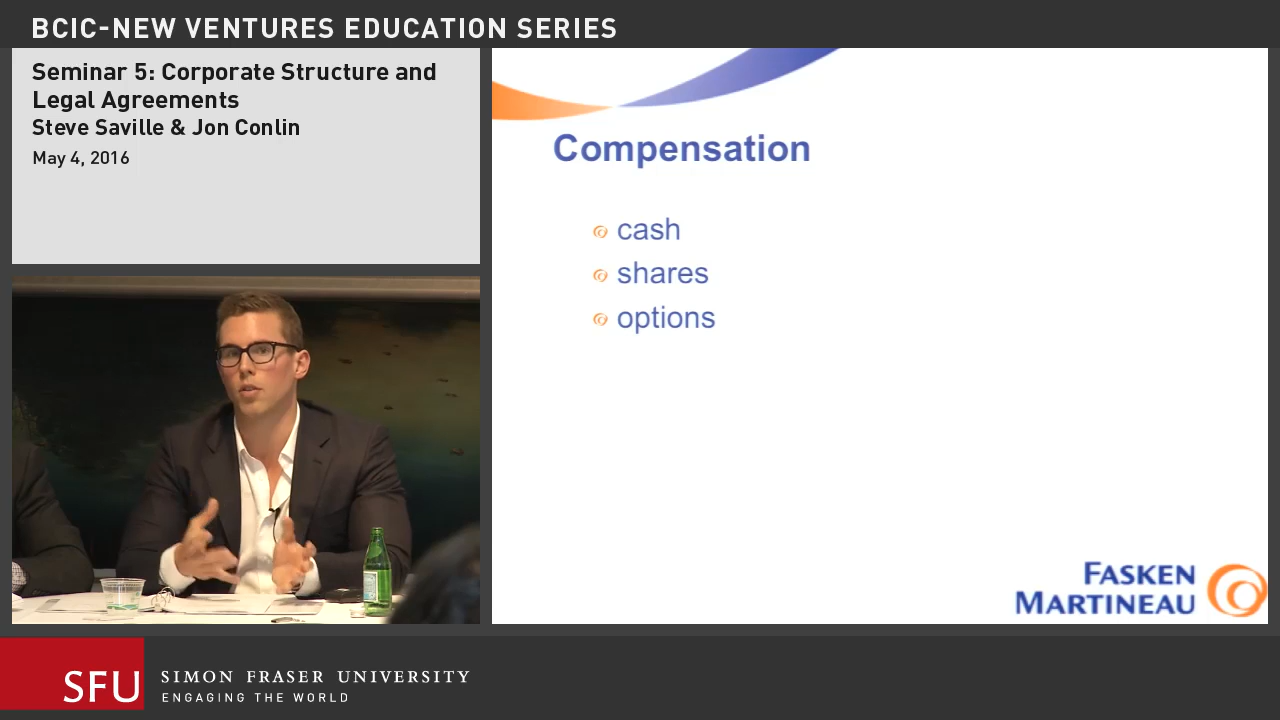 BCIC-NEW VENTURES EDUCATION SERIES
Seminar 5: Corporate Structure and
Legal Agreements
Steve Saville & Jon Conlin
May 4, 2016
Compensation
cash
shares
options
FASKEN
MARTINEAU
SFU
SIMON FRASER UNIVERSITY
ENGAGING THE WORLD